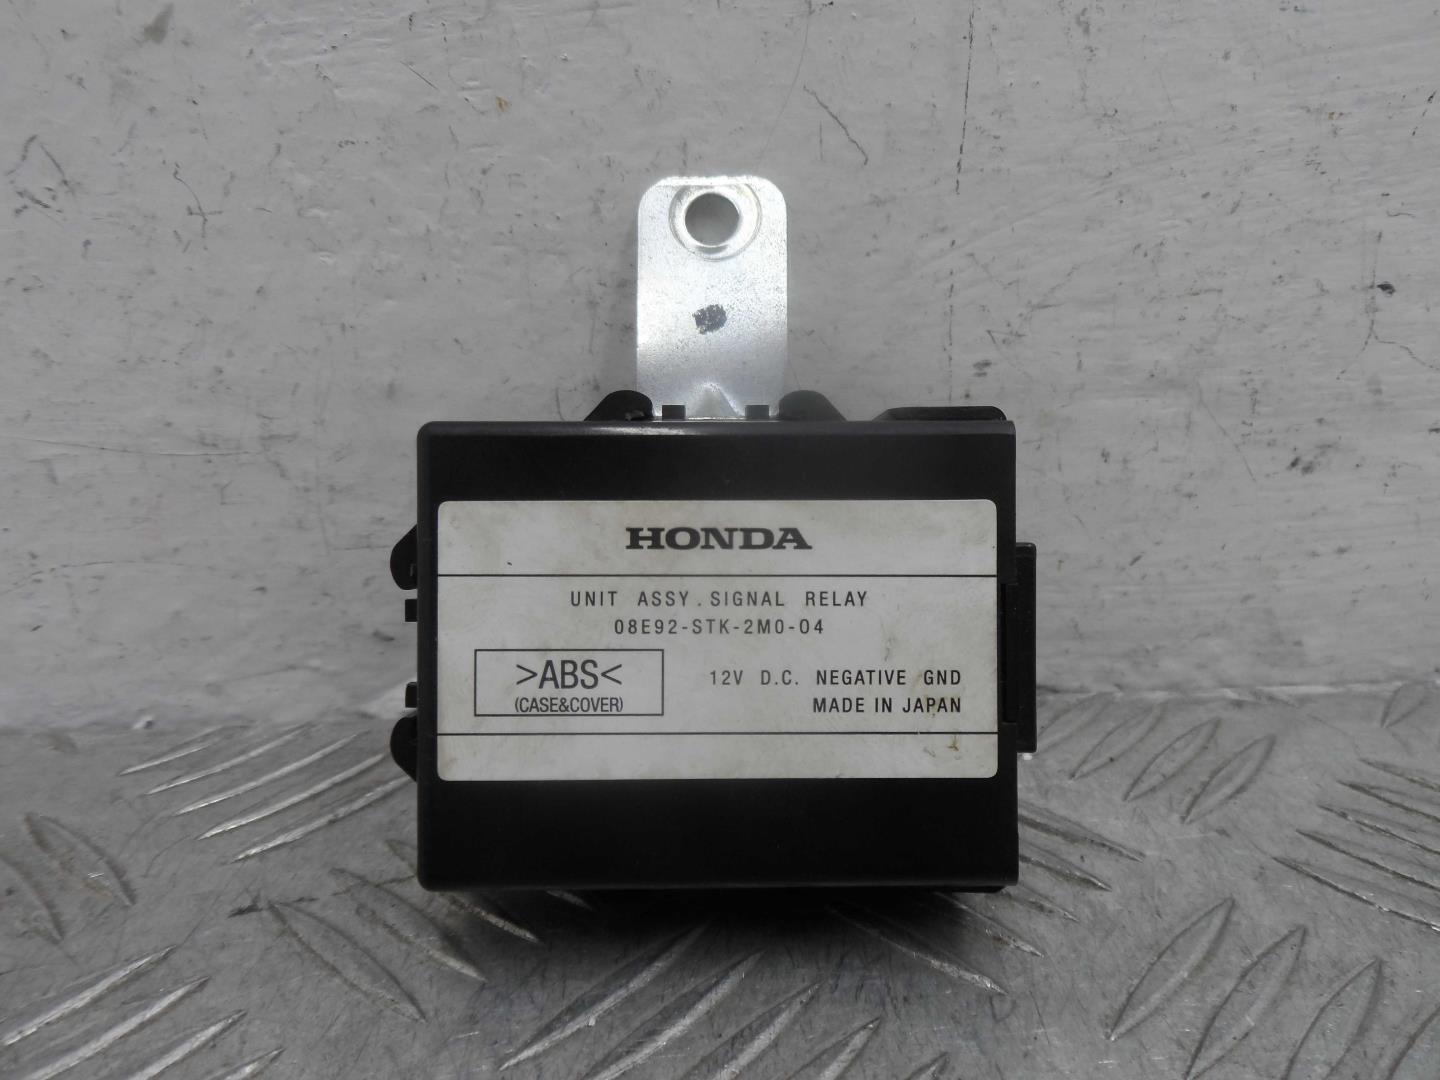 HONDA
UNIT ASSY. SIGNAL RELAY
08E92-STK-2M0-04
>ABS<
(CASE&COVER)
12V D.C. NEGATIVE GND
MADE IN JAPAN